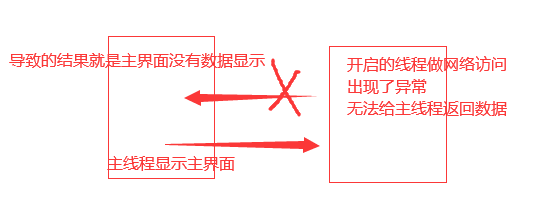 导致的结果就是主界面没有数据显示
开启的线程做网络访问
出现了异常
无法给主线程返回数据
主线程显示主界面